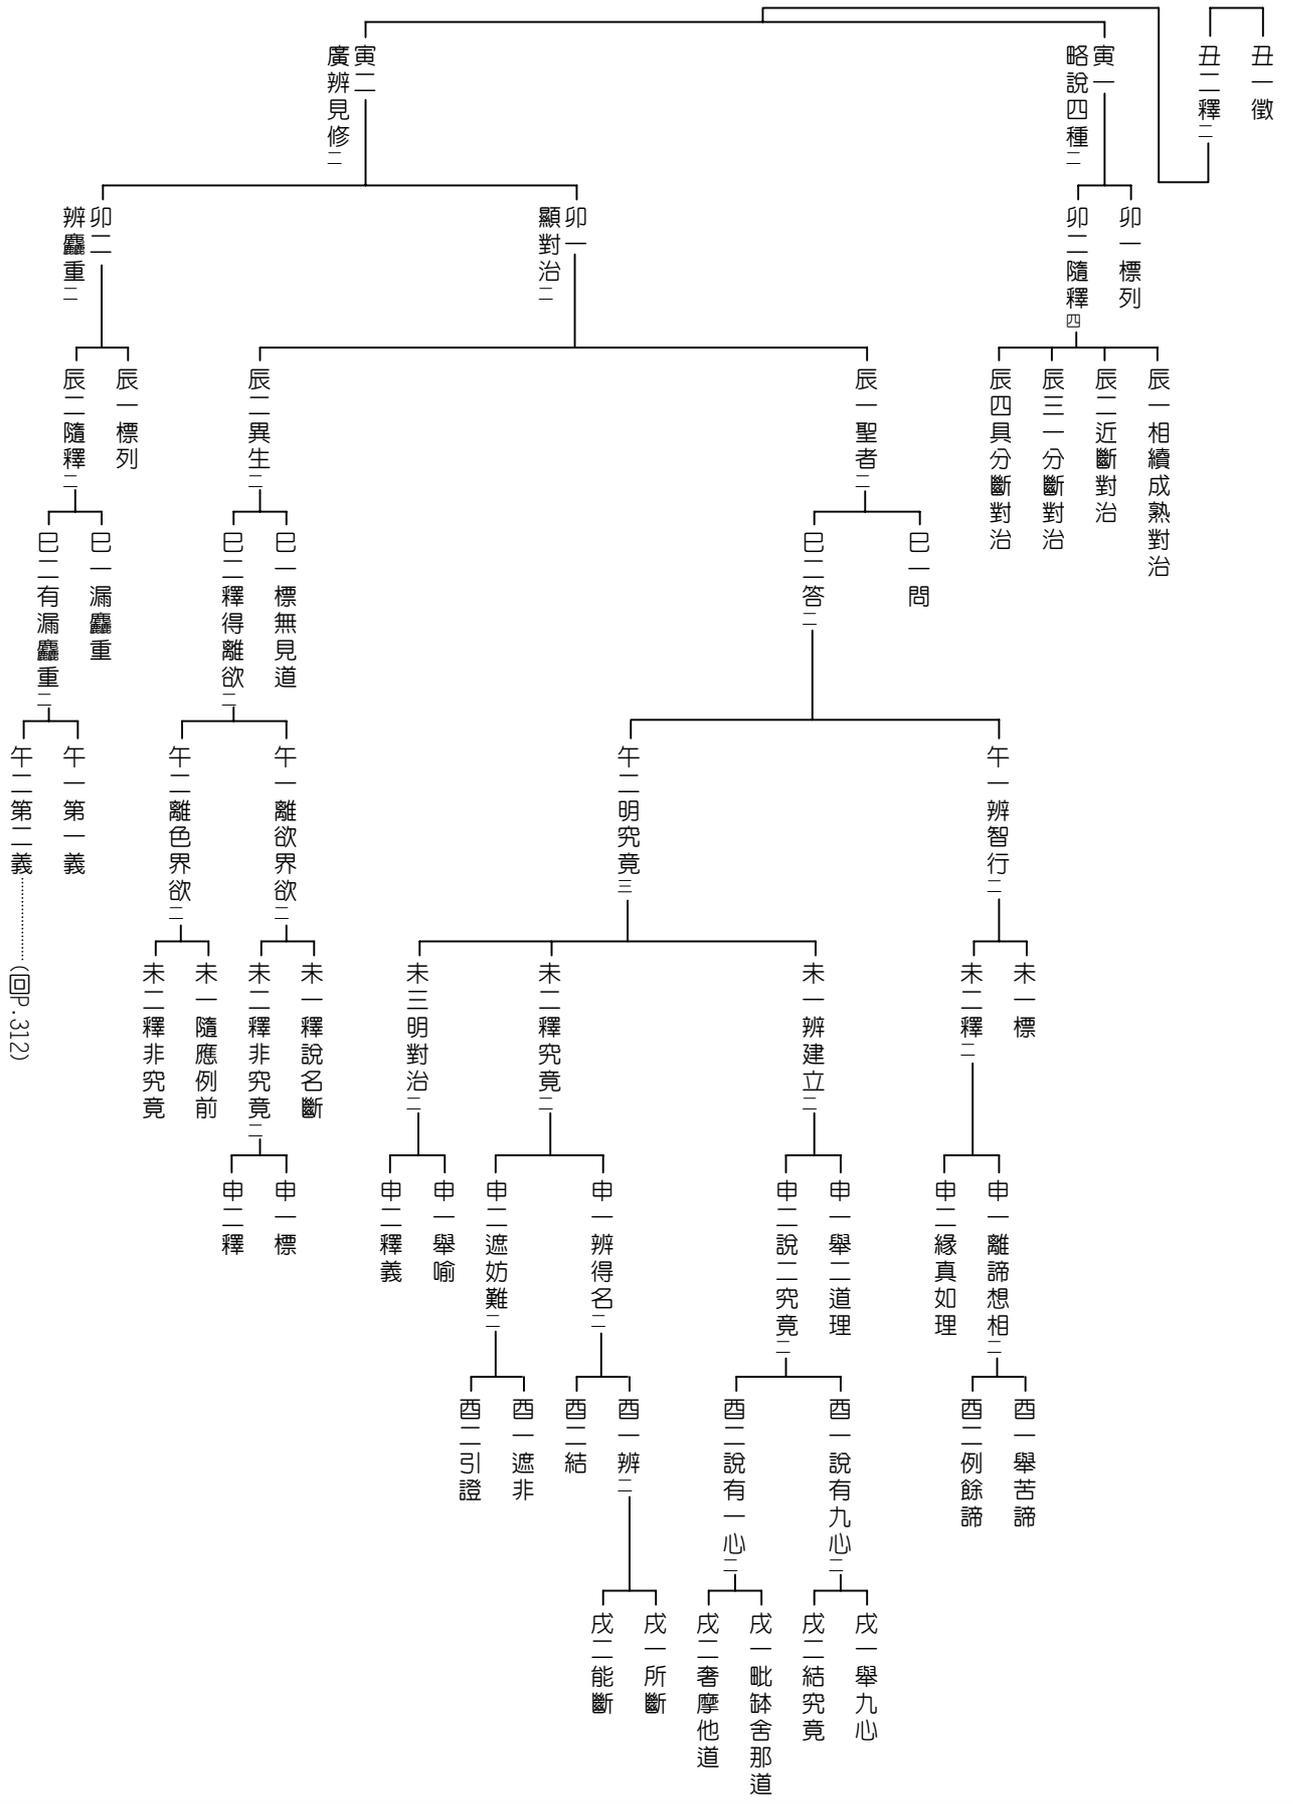 丑一徵
丑二釋二
寅一
略說四種二
卯一標列
卯二隨釋四
辰一相續成熟對治
辰二近斷對治
辰三一分斷對治
辰四具分斷對治
寅二
廣辨見修二
卯一
顯對治二
辰一聖者二
巳一問
巳二答二
午一辨智行二
未一標
未二釋二
申一離諦想相二
酉一舉苦諦
酉二例餘諦
申二緣真如理
午二明究竟三
未一辨建立二
申一舉二道理
申二說二究竟二
酉一說有九心二
戌一舉九心
戌二結究竟
酉二說有一心二
戌一毗缽舍那道
戌二奢摩他道
未二釋究竟二
申一辨得名二
酉一辨二
戌一所斷
戌二能斷
酉二結
申二遮妨難二
酉一遮非
酉二引證
未三明對治二
申一舉喻
申二釋義
辰二異生二
巳一標無見道
巳二釋得離欲二
午一離欲界欲二
未一釋說名斷
未二釋非究竟二
申一標
申二釋
午二離色界欲二
未一隨應例前
未二釋非究竟
卯二
辨麤重二
辰一標列
辰二隨釋二
巳一漏麤重
巳二有漏麤重二
午一第一義
午二第二義…………(回P.312)